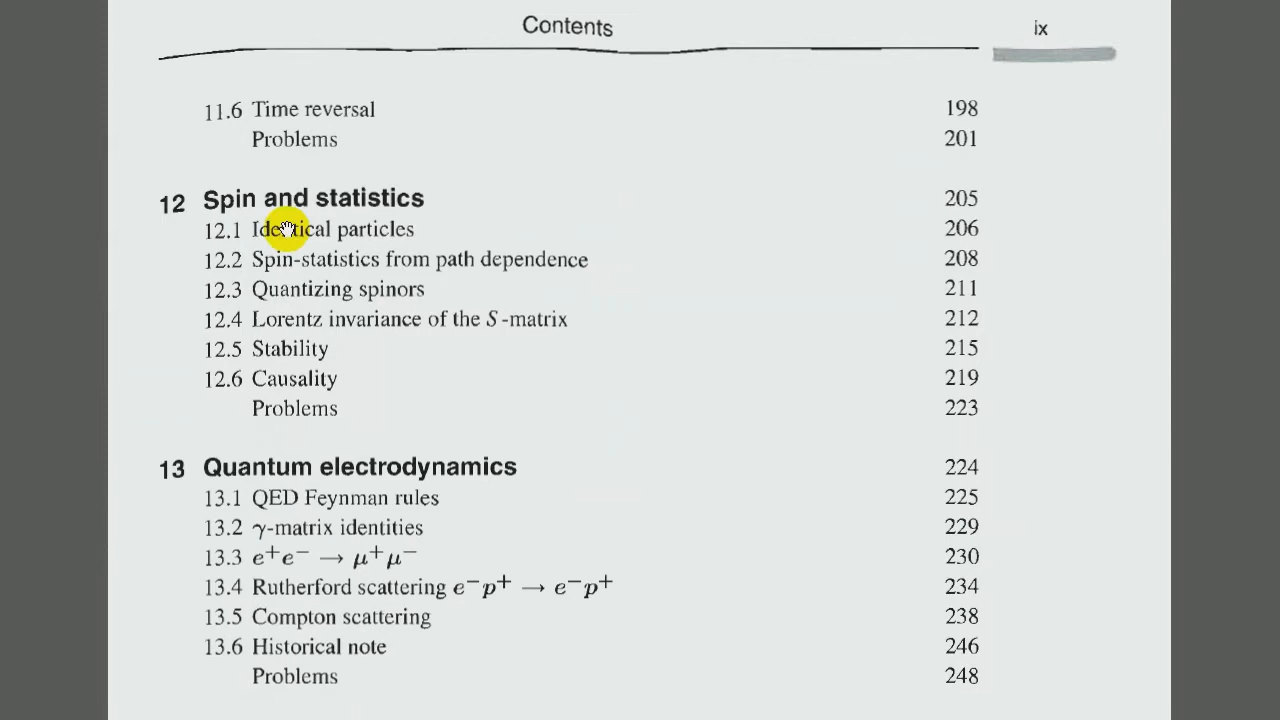 Contents ix
11.6 Time reversal 198
Problems 201
12 Spin and statistics 205
12.1 Identical particles 206
12.2 Spin-statistics from path dependence 208
12.3 Quantizing spinors 211
12.4 Lorentz invariance of the S-matrix 212
12.5 Stability 215
12.6 Causality 219
Problems 223
13 Quantum electrodynamics 224
13.1 QED Feynman rules 225
13.2 γ-matrix identities 229
13.3 e⁺e⁻ → μ⁺μ⁻ 230
13.4 Rutherford scattering e⁻p⁺ → e⁻p⁺ 234
13.5 Compton scattering 238
13.6 Historical note 246
Problems 248